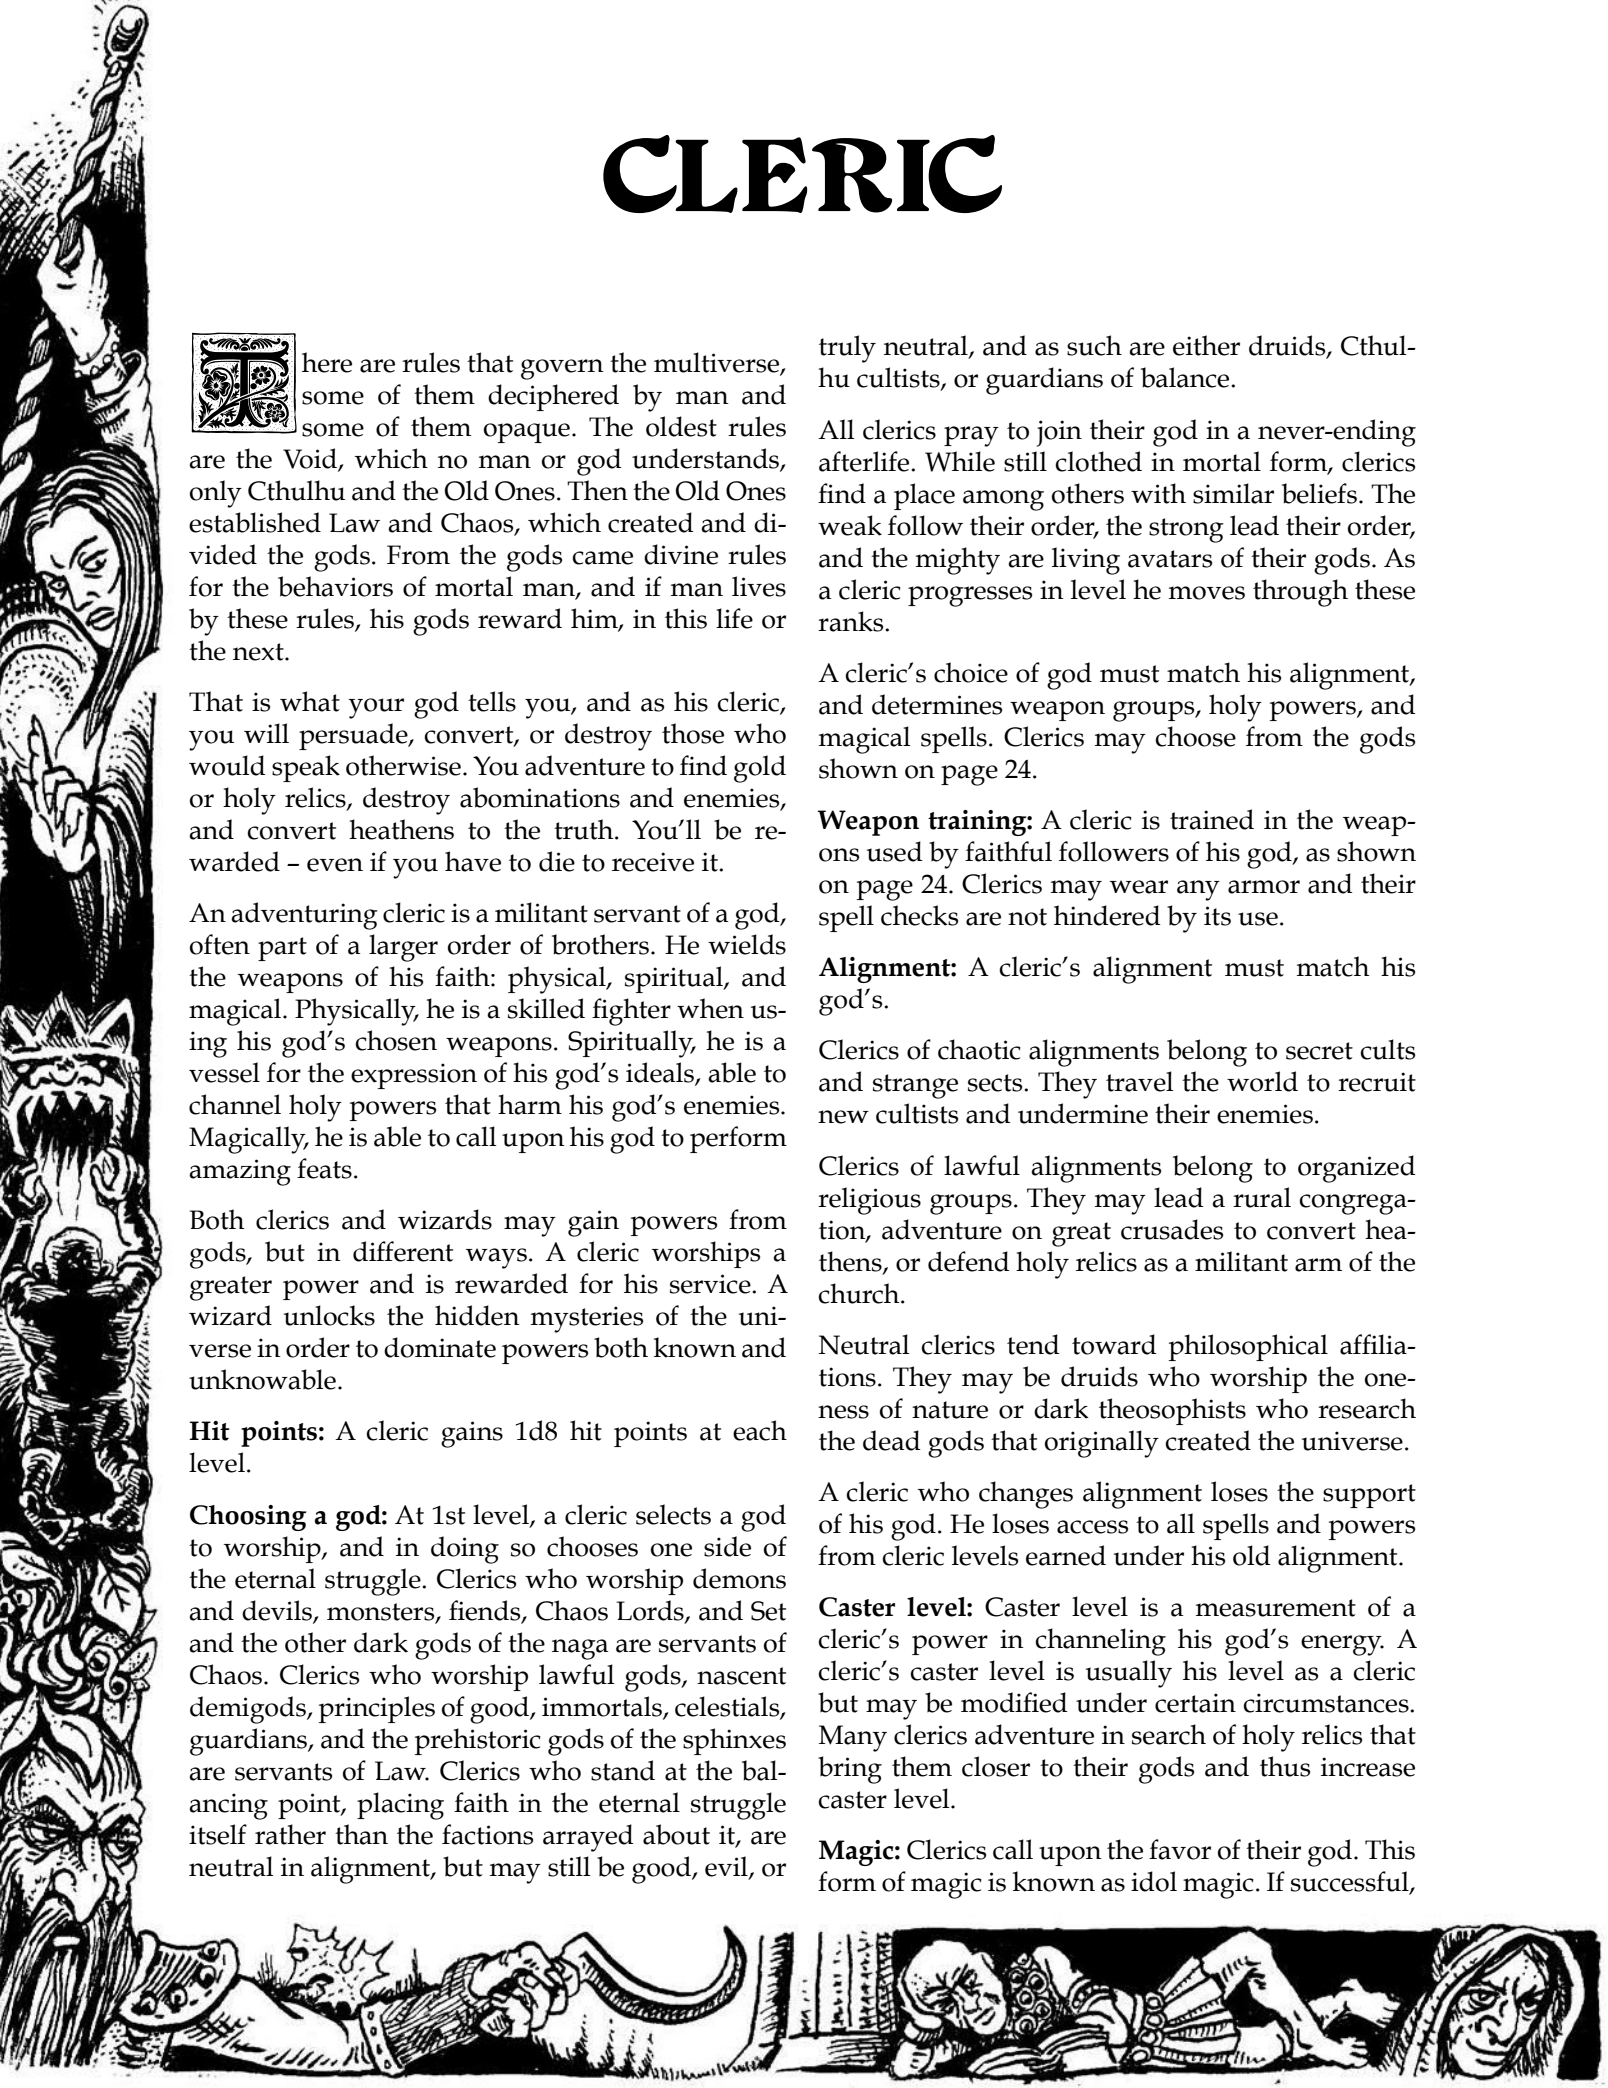 CLERIC
There are rules that govern the multiverse,
some of them deciphered by man and
some of them opaque. The oldest rules
are the Void, which no man or god understands,
only Cthulhu and the Old Ones. Then the Old Ones
established Law and Chaos, which created and di-
vided the gods. From the gods came divine rules
for the behaviors of mortal man, and if man lives
by these rules, his gods reward him, in this life or
the next.
That is what your god tells you, and as his cleric,
you will persuade, convert, or destroy those who
would speak otherwise. You adventure to find gold
or holy relics, destroy abominations and enemies,
and convert heathens to the truth. You'll be re-
warded – even if you have to die to receive it.
An adventuring cleric is a militant servant of a god,
often part of a larger order of brothers. He wields
the weapons of his faith: physical, spiritual, and
magical. Physically, he is a skilled fighter when us-
ing his god's chosen weapons. Spiritually, he is a
vessel for the expression of his god's ideals, able to
channel holy powers that harm his god's enemies.
Magically, he is able to call upon his god to perform
amazing feats.
Both clerics and wizards may gain powers from
gods, but in different ways. A cleric worships a
greater power and is rewarded for his service. A
wizard unlocks the hidden mysteries of the uni-
verse in order to dominate powers both known and
unknowable.
Hit points: A cleric gains 1d8 hit points at each
level.
Choosing a god: At 1st level, a cleric selects a god
to worship, and in doing so chooses one side of
the eternal struggle. Clerics who worship demons
and devils, monsters, fiends, Chaos Lords, and Set
and the other dark gods of the naga are servants of
Chaos. Clerics who worship lawful gods, nascent
demigods, principles of good, immortals, celestials,
guardians, and the prehistoric gods of the sphinxes
are servants of Law. Clerics who stand at the bal-
ancing point, placing faith in the eternal struggle
itself rather than the factions arrayed about it, are
neutral in alignment, but may still be good, evil, or
truly neutral, and as such are either druids, Cthul-
hu cultists, or guardians of balance.
All clerics pray to join their god in a never-ending
afterlife. While still clothed in mortal form, clerics
find a place among others with similar beliefs. The
weak follow their order, the strong lead their order,
and the mighty are living avatars of their gods. As
a cleric progresses in level he moves through these
ranks.
A cleric's choice of god must match his alignment,
and determines weapon groups, holy powers, and
magical spells. Clerics may choose from the gods
shown on page 24.
Weapon training: A cleric is trained in the weap-
ons used by faithful followers of his god, as shown
on page 24. Clerics may wear any armor and their
spell checks are not hindered by its use.
Alignment: A cleric's alignment must match his
god's.
Clerics of chaotic alignments belong to secret cults
and strange sects. They travel the world to recruit
new cultists and undermine their enemies.
Clerics of lawful alignments belong to organized
religious groups. They may lead a rural congrega-
tion, adventure on great crusades to convert hea-
thens, or defend holy relics as a militant arm of the
church.
Neutral clerics tend toward philosophical affilia-
tions. They may be druids who worship the one-
ness of nature or dark theosophists who research
the dead gods that originally created the universe.
A cleric who changes alignment loses the support
of his god. He loses access to all spells and powers
from cleric levels earned under his old alignment.
Caster level: Caster level is a measurement of a
cleric's power in channeling his god's energy. A
cleric's caster level is usually his level as a cleric
but may be modified under certain circumstances.
Many clerics adventure in search of holy relics that
bring them closer to their gods and thus increase
caster level.
Magic: Clerics call upon the favor of their god. This
form of magic is known as idol magic. If successful,